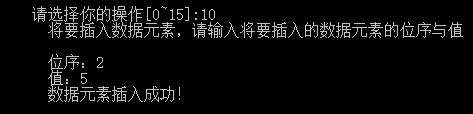 请选择你的操作[0~15]:10
将要插入数据元素，请输入将要插入的数据元素的位序与值
位序：2
值：5
数据元素插入成功!